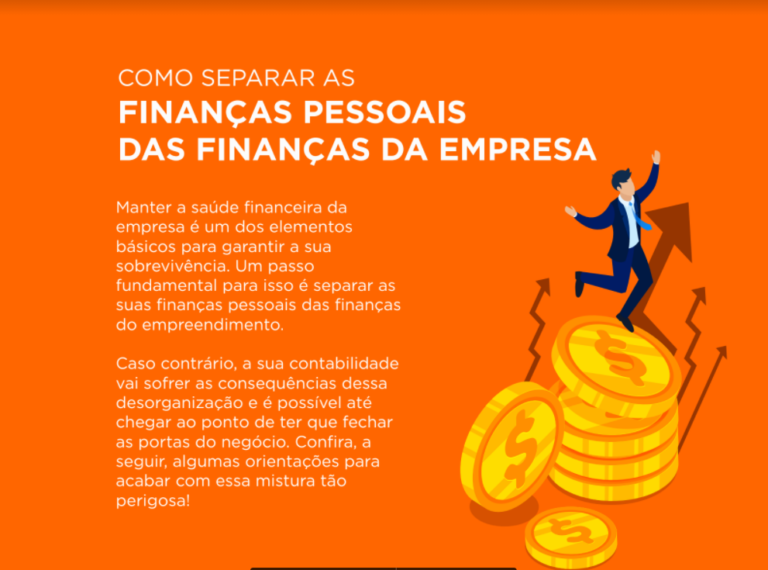 COMO SEPARAR AS
FINANÇAS PESSOAIS
DAS FINANÇAS DA EMPRESA
Manter a saúde financeira da
empresa é um dos elementos
básicos para garantir a sua
sobrevivência. Um passo
fundamental para isso é separar as
suas finanças pessoais das finanças
do empreendimento.
Caso contrário, a sua contabilidade
vai sofrer as consequências dessa
desorganização e é possível até
chegar ao ponto de ter que fechar
as portas do negócio. Confira, a
seguir, algumas orientações para
acabar com essa mistura tão
perigosa!